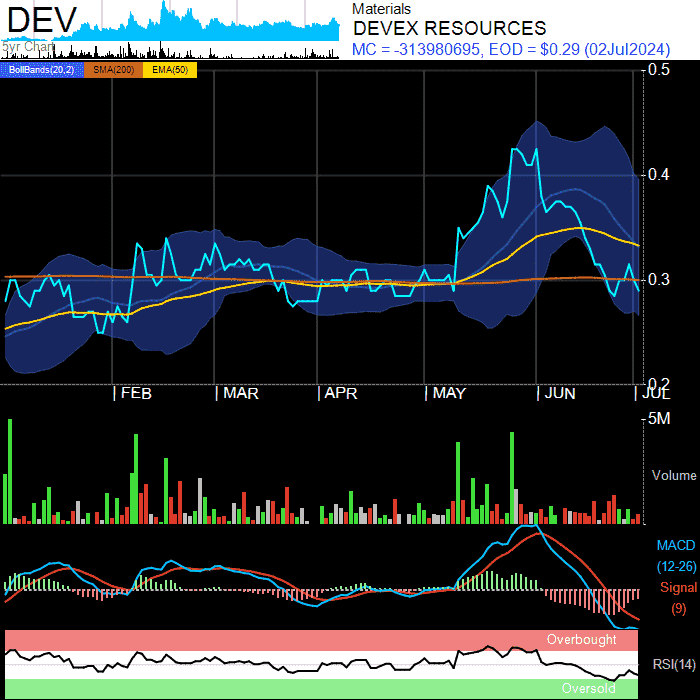 DEV
5yr Chart
Materials
DEVEX RESOURCES
MC = -313980695, EOD = $0.29 (02Jul2024)
BollBands(20,2) SMA(200) EMA(50)
0.5
0.4
0.3
0.2
FEB MAR APR MAY JUN JUL
5M
Volume
MACD
(12-26)
Signal
(9)
Overbought
RSI(14)
Oversold